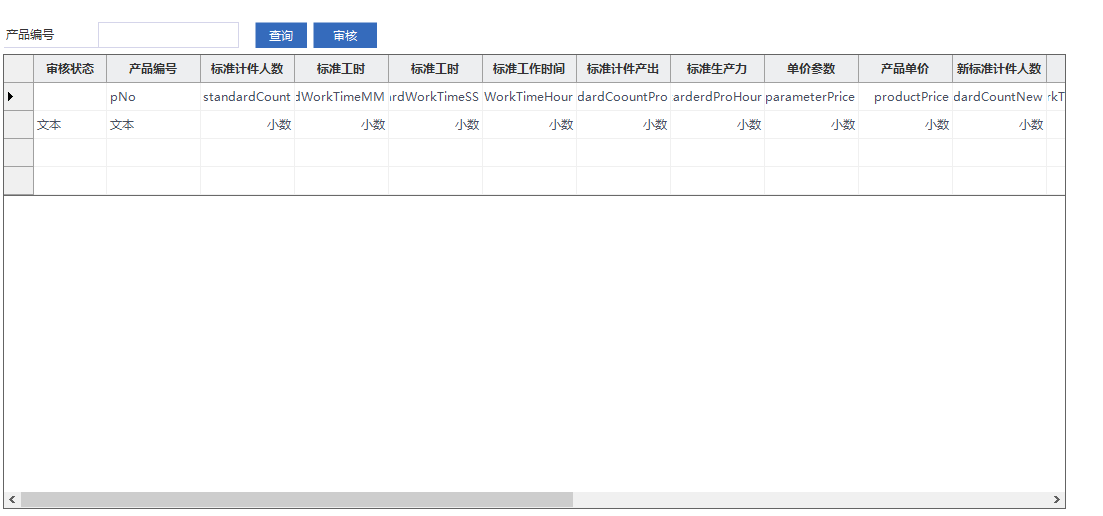 产品编号 查询 审核
审核状态 产品编号 标准计件人数 标准工时 标准工时 标准工作时间 标准计件产出 标准生产力 单价参数 产品单价 新标准计件人数
pNo standardCount dWorkTimeMM ardWorkTimeSS WorkTimeHour dardCoountPro arderdProHour parameterPrice productPrice dardCountNew rkT
文本 文本 小数 小数 小数 小数 小数 小数 小数 小数 小数